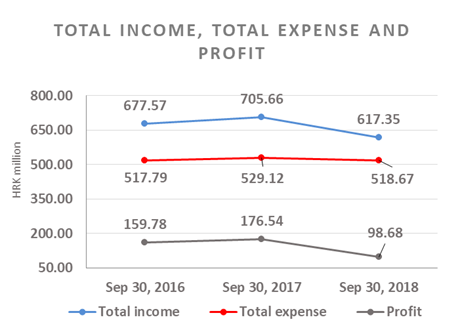 TOTAL INCOME, TOTAL EXPENSE AND
PROFIT
HRK million
800.00
650.00
500.00
350.00
200.00
50.00
677.57
705.66
617.35
517.79
529.12
518.67
159.78
176.54
98.68
Sep 30, 2016
Sep 30, 2017
Sep 30, 2018
Total income
Total expense
Profit